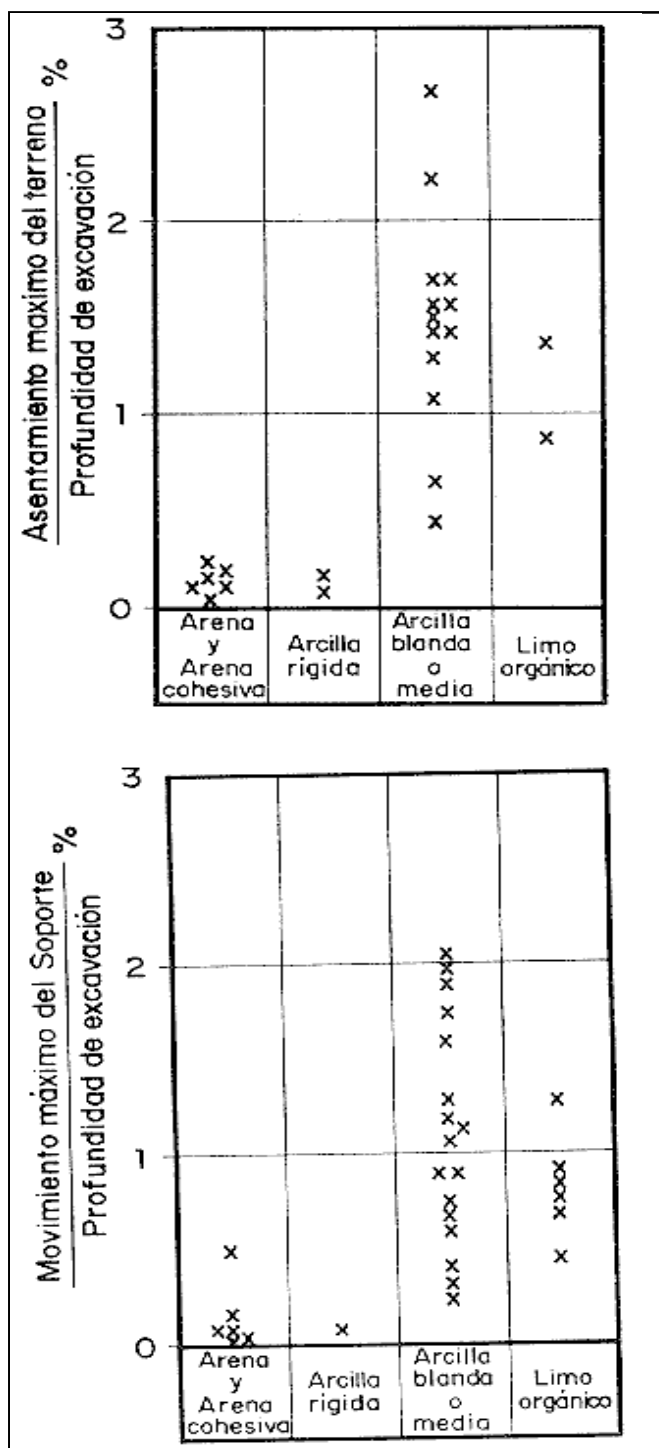 Asentamiento máximo del terreno %
Profundidad de excavación
3
2
1
0
Arena
y
Arena
cohesiva
Arcilla
rígida
Arcilla
blanda
o
media
Limo
orgánico
Movimiento máximo del Soporte %
Profundidad de excavación
3
2
1
0
Arena
y
Arena
cohesiva
Arcilla
rigida
Arcilla
blanda
o
media
Limo
orgánico